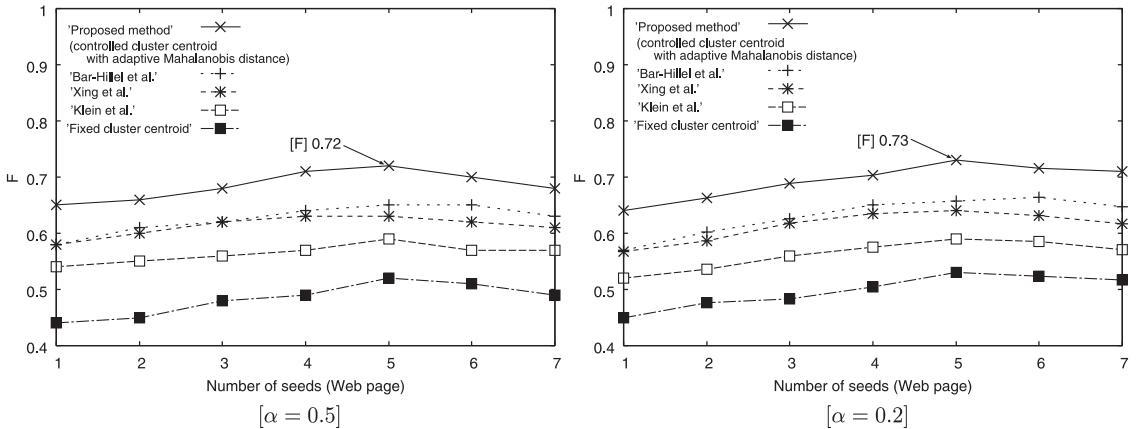 1
0.9
0.8
0.7
0.6
0.5
0.4
F
'Proposed method'
(controlled cluster centroid
with adaptive Mahalanobis distance)
'Bar-Hillel et al.'
'Xing et al.'
'Klein et al.'
'Fixed cluster centroid'
[F] 0.72
1 2 3 4 5 6 7
Number of seeds (Web page)
[α = 0.5]
1
0.9
0.8
0.7
0.6
0.5
0.4
F
'Proposed method'
(controlled cluster centroid
with adaptive Mahalanobis distance)
'Bar-Hillel et al.'
'Xing et al.'
'Klein et al.'
'Fixed cluster centroid'
[F] 0.73
1 2 3 4 5 6 7
Number of seeds (Web page)
[α = 0.2]